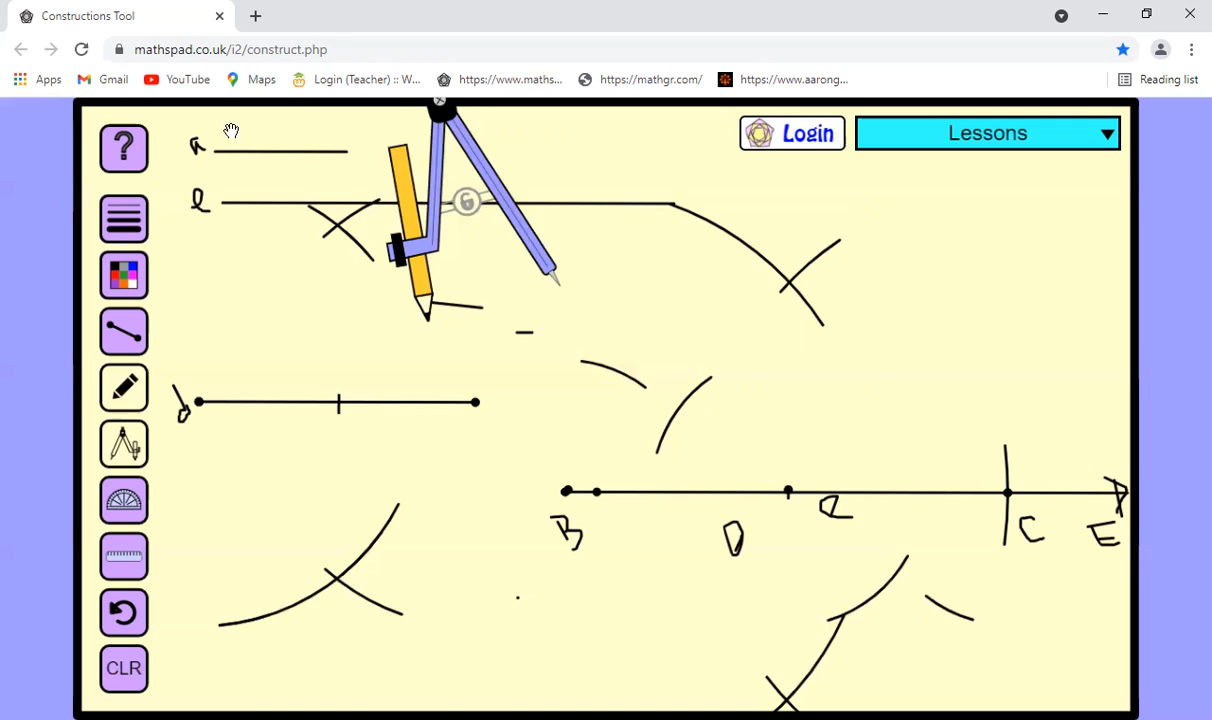 Constructions Tool
mathspad.co.uk/i2/construct.php
Apps Gmail YouTube Maps Login (Teacher) :: W... https://www.maths... https://mathgr.com/ https://www.aarong... Reading list
? Login Lessons
a
l
b
B D a C E
CLR